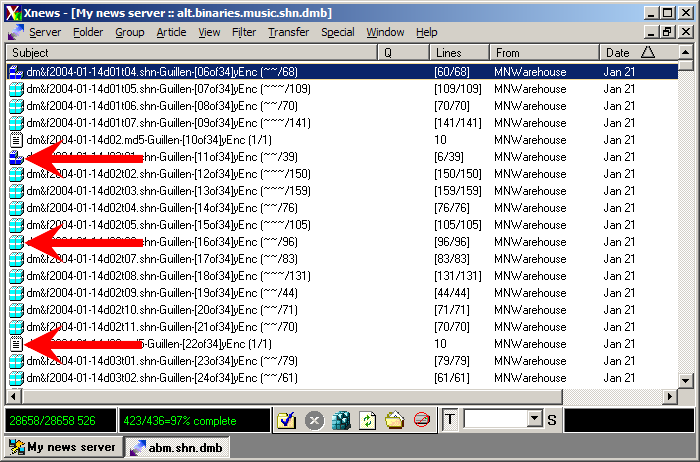 Xnews - [My news server :: alt.binaries.music.shn.dmb]
Server Folder Group Article View Filter Transfer Special Window Help
Subject Q Lines From Date
dm&f2004-01-14d01t04.shn-Guillen-[06of34]yEnc (~~/68) [60/68] MNWarehouse Jan 21
dm&f2004-01-14d01t05.shn-Guillen-[07of34]yEnc (~~~/109) [109/109] MNWarehouse Jan 21
dm&f2004-01-14d01t06.shn-Guillen-[08of34]yEnc (~~/70) [70/70] MNWarehouse Jan 21
dm&f2004-01-14d01t07.shn-Guillen-[09of34]yEnc (~~~/141) [141/141] MNWarehouse Jan 21
dm&f2004-01-14d02.md5-Guillen-[10of34]yEnc (1/1) 10 MNWarehouse Jan 21
.shn-Guillen-[11of34]yEnc (~~/39) [6/39] MNWarehouse Jan 21
dm&f2004-01-14d02t02.shn-Guillen-[12of34]yEnc (~~~/150) [150/150] MNWarehouse Jan 21
dm&f2004-01-14d02t03.shn-Guillen-[13of34]yEnc (~~~/159) [159/159] MNWarehouse Jan 21
dm&f2004-01-14d02t04.shn-Guillen-[14of34]yEnc (~~/76) [76/76] MNWarehouse Jan 21
dm&f2004-01-14d02t05.shn-Guillen-[15of34]yEnc (~~~/105) [105/105] MNWarehouse Jan 21
.shn-Guillen-[16of34]yEnc (~~/96) [96/96] MNWarehouse Jan 21
dm&f2004-01-14d02t07.shn-Guillen-[17of34]yEnc (~~/83) [83/83] MNWarehouse Jan 21
dm&f2004-01-14d02t08.shn-Guillen-[18of34]yEnc (~~~/131) [131/131] MNWarehouse Jan 21
dm&f2004-01-14d02t09.shn-Guillen-[19of34]yEnc (~~/44) [44/44] MNWarehouse Jan 21
dm&f2004-01-14d02t10.shn-Guillen-[20of34]yEnc (~~/71) [71/71] MNWarehouse Jan 21
dm&f2004-01-14d02t11.shn-Guillen-[21of34]yEnc (~~/70) [70/70] MNWarehouse Jan 21
-Guillen-[22of34]yEnc (1/1) 10 MNWarehouse Jan 21
dm&f2004-01-14d03t01.shn-Guillen-[23of34]yEnc (~~/79) [79/79] MNWarehouse Jan 21
dm&f2004-01-14d03t02.shn-Guillen-[24of34]yEnc (~~/61) [61/61] MNWarehouse Jan 21
28658/28658 526 423/436=97% complete T S
My news server abm.shn.dmb